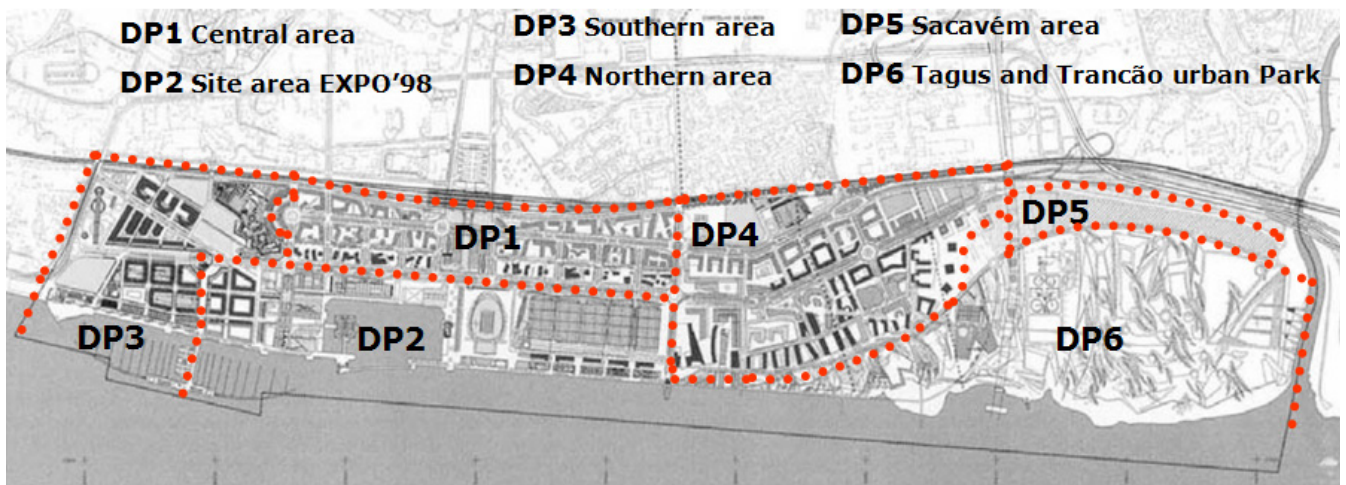 DP1 Central area
DP2 Site area EXPO'98
DP3 Southern area
DP4 Northern area
DP5 Sacavém area
DP6 Tagus and Trancão urban Park
DP5
DP1
DP4
DP3
DP2
DP6